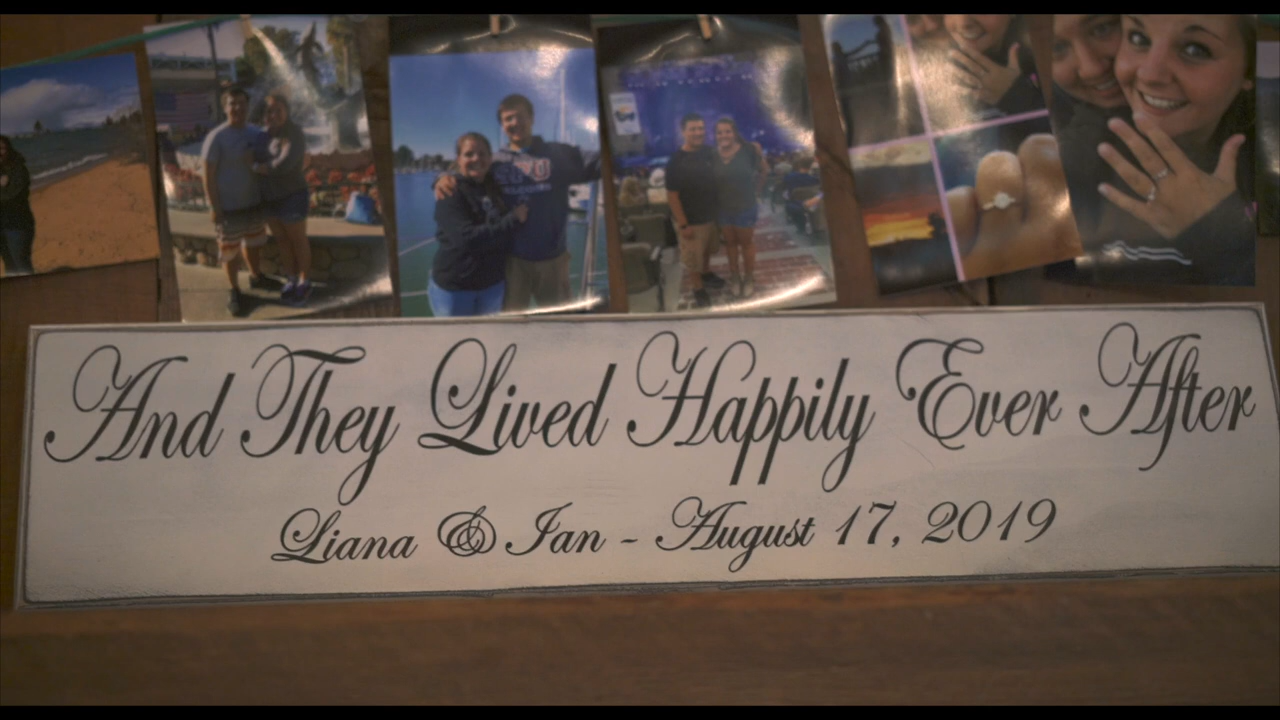 And They Lived Happily Ever After
Liana & Ian - August 17, 2019